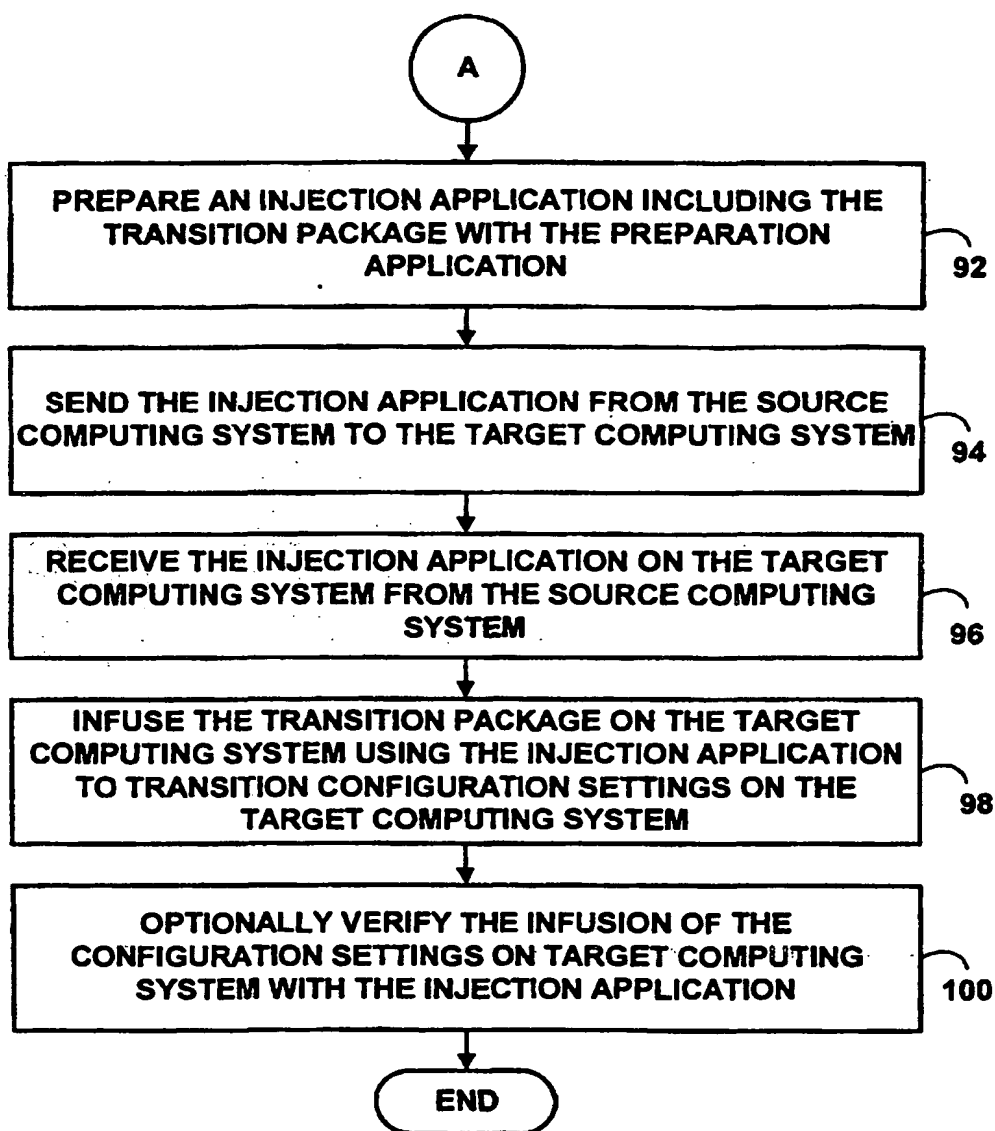 A
PREPARE AN INJECTION APPLICATION INCLUDING THE
TRANSITION PACKAGE WITH THE PREPARATION
APPLICATION
92
SEND THE INJECTION APPLICATION FROM THE SOURCE
COMPUTING SYSTEM TO THE TARGET COMPUTING SYSTEM
94
RECEIVE THE INJECTION APPLICATION ON THE TARGET
COMPUTING SYSTEM FROM THE SOURCE COMPUTING
SYSTEM
96
INFUSE THE TRANSITION PACKAGE ON THE TARGET
COMPUTING SYSTEM USING THE INJECTION APPLICATION
TO TRANSITION CONFIGURATION SETTINGS ON THE
TARGET COMPUTING SYSTEM
98
OPTIONALLY VERIFY THE INFUSION OF THE
CONFIGURATION SETTINGS ON TARGET COMPUTING
SYSTEM WITH THE INJECTION APPLICATION
100
END